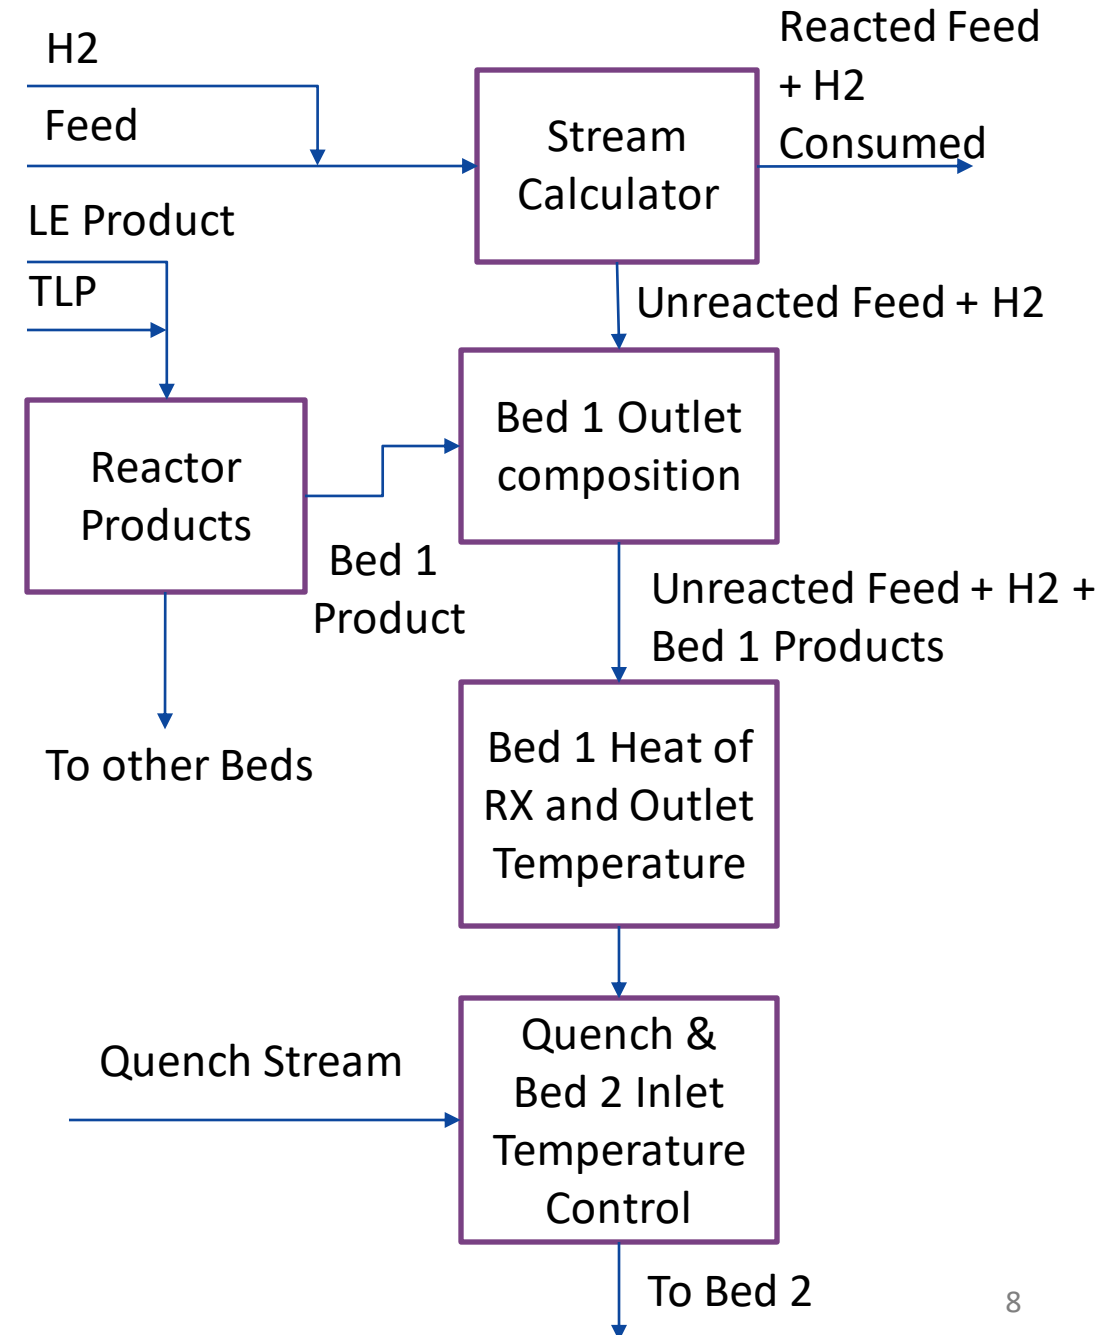 H2
Reacted Feed
+ H2
Consumed
Feed
Stream
Calculator
LE Product
TLP
Unreacted Feed + H2
Bed 1 Outlet
composition
Reactor
Products
Bed 1
Product
Unreacted Feed + H2 +
Bed 1 Products
To other Beds
Bed 1 Heat of
RX and Outlet
Temperature
Quench Stream
Quench &
Bed 2 Inlet
Temperature
Control
To Bed 2
8